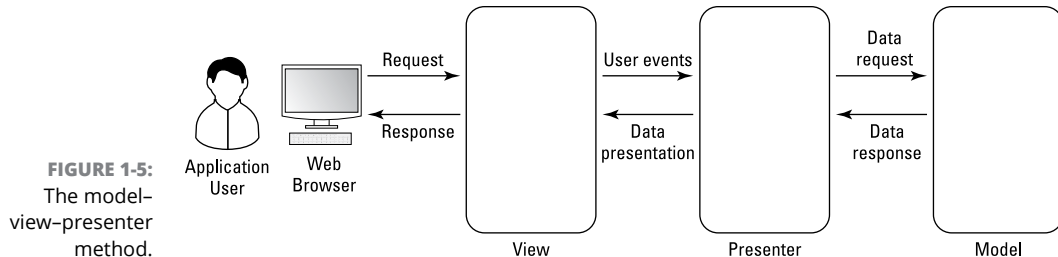 Request
Response
User events
Data
presentation
Data
request
Data
response
Application
User
Web
Browser
View
Presenter
Model
FIGURE 1-5:
The model–
view–presenter
method.